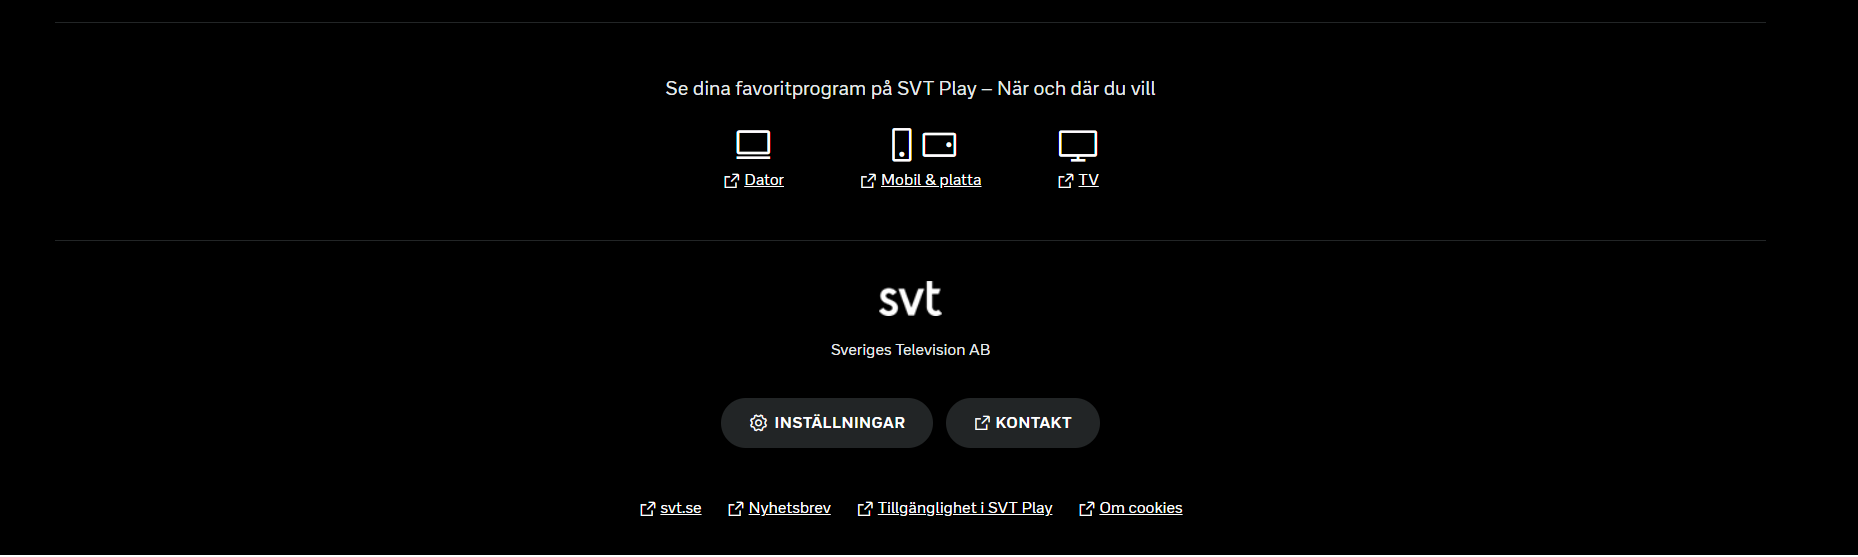 Se dina favoritprogram på SVT Play – När och där du vill
Dator Mobil & platta TV
svt
Sveriges Television AB
INSTÄLLNINGAR KONTAKT
svt.se Nyhetsbrev Tillgänglighet i SVT Play Om cookies